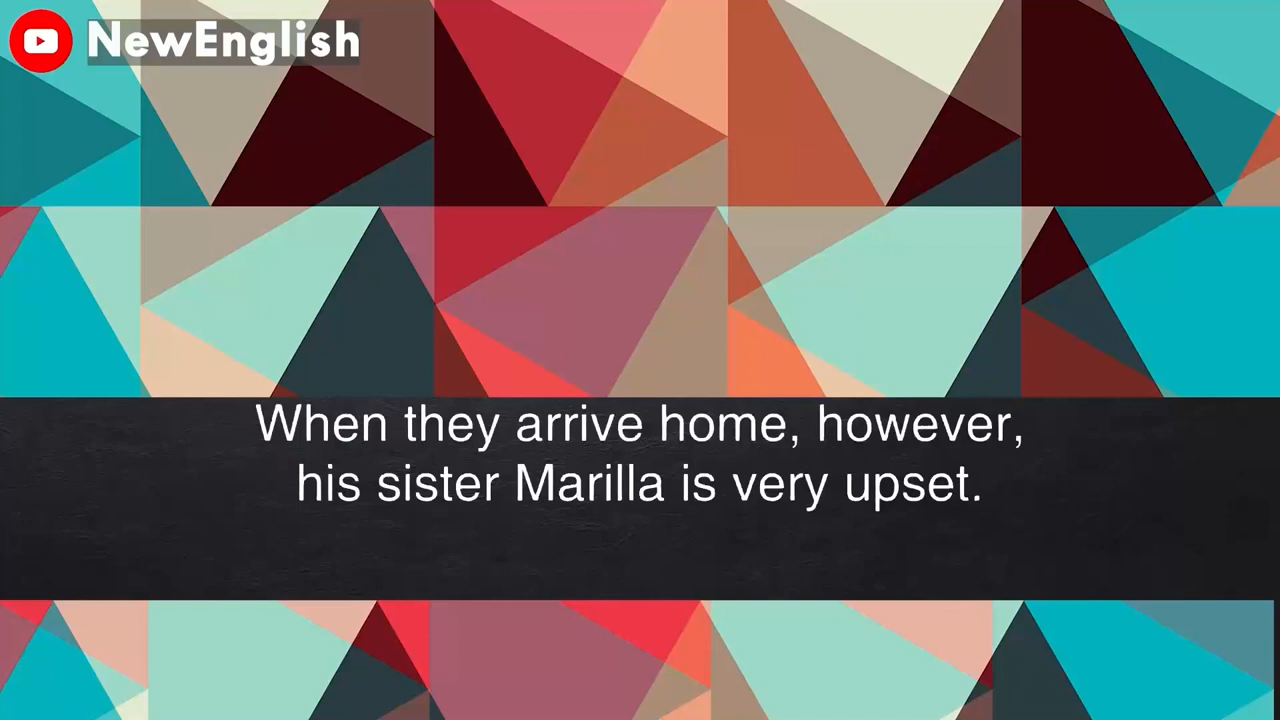 NewEnglish
When they arrive home, however,
his sister Marilla is very upset.